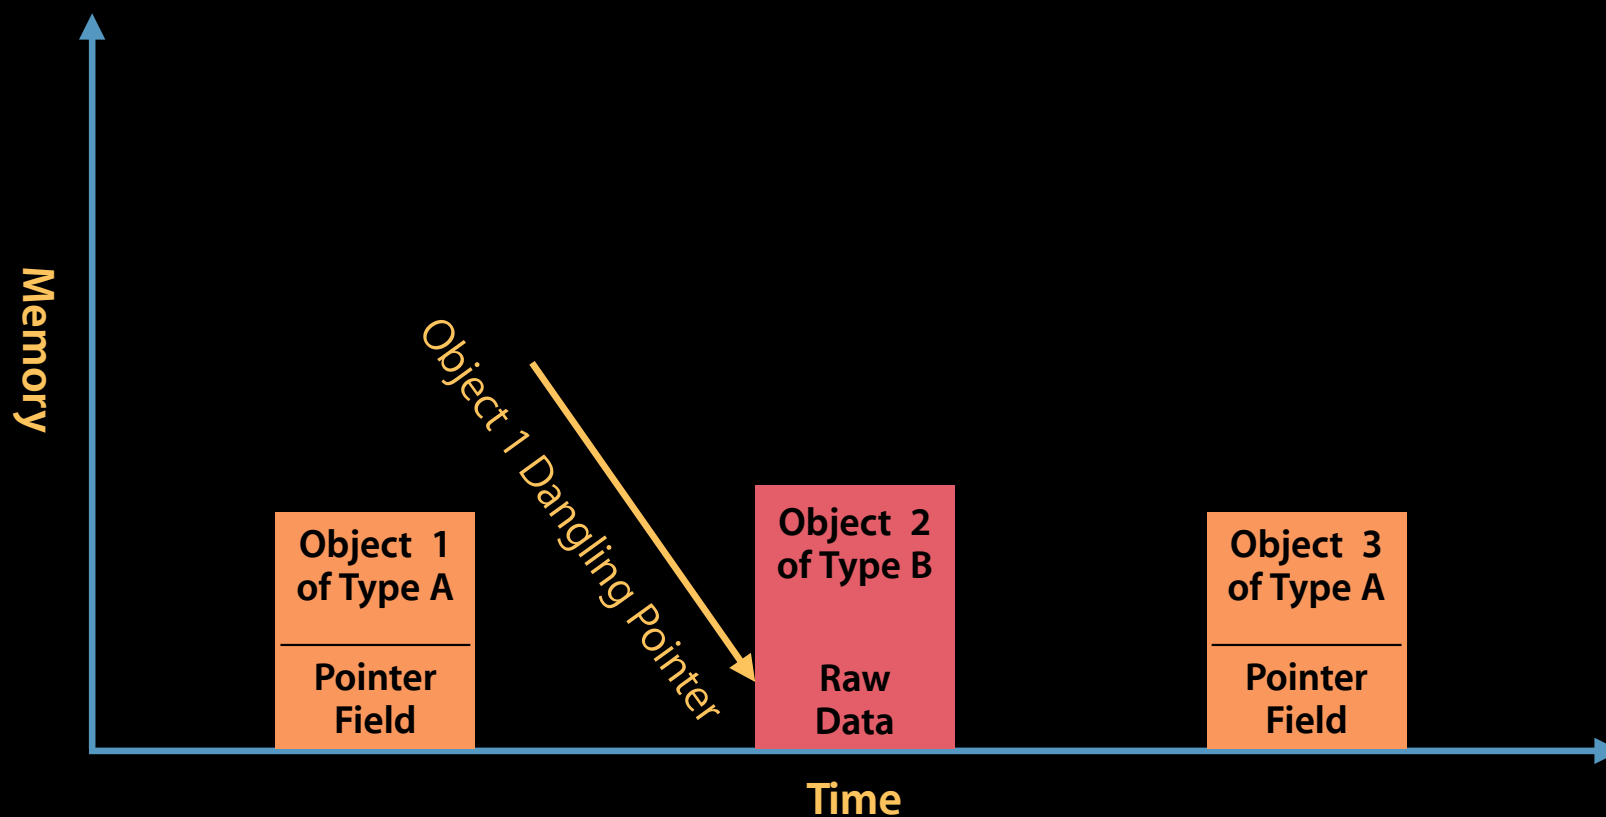 Memory
Object 1 Dangling Pointer
Object 1
of Type A
Pointer
Field
Object 2
of Type B
Raw
Data
Object 3
of Type A
Pointer
Field
Time